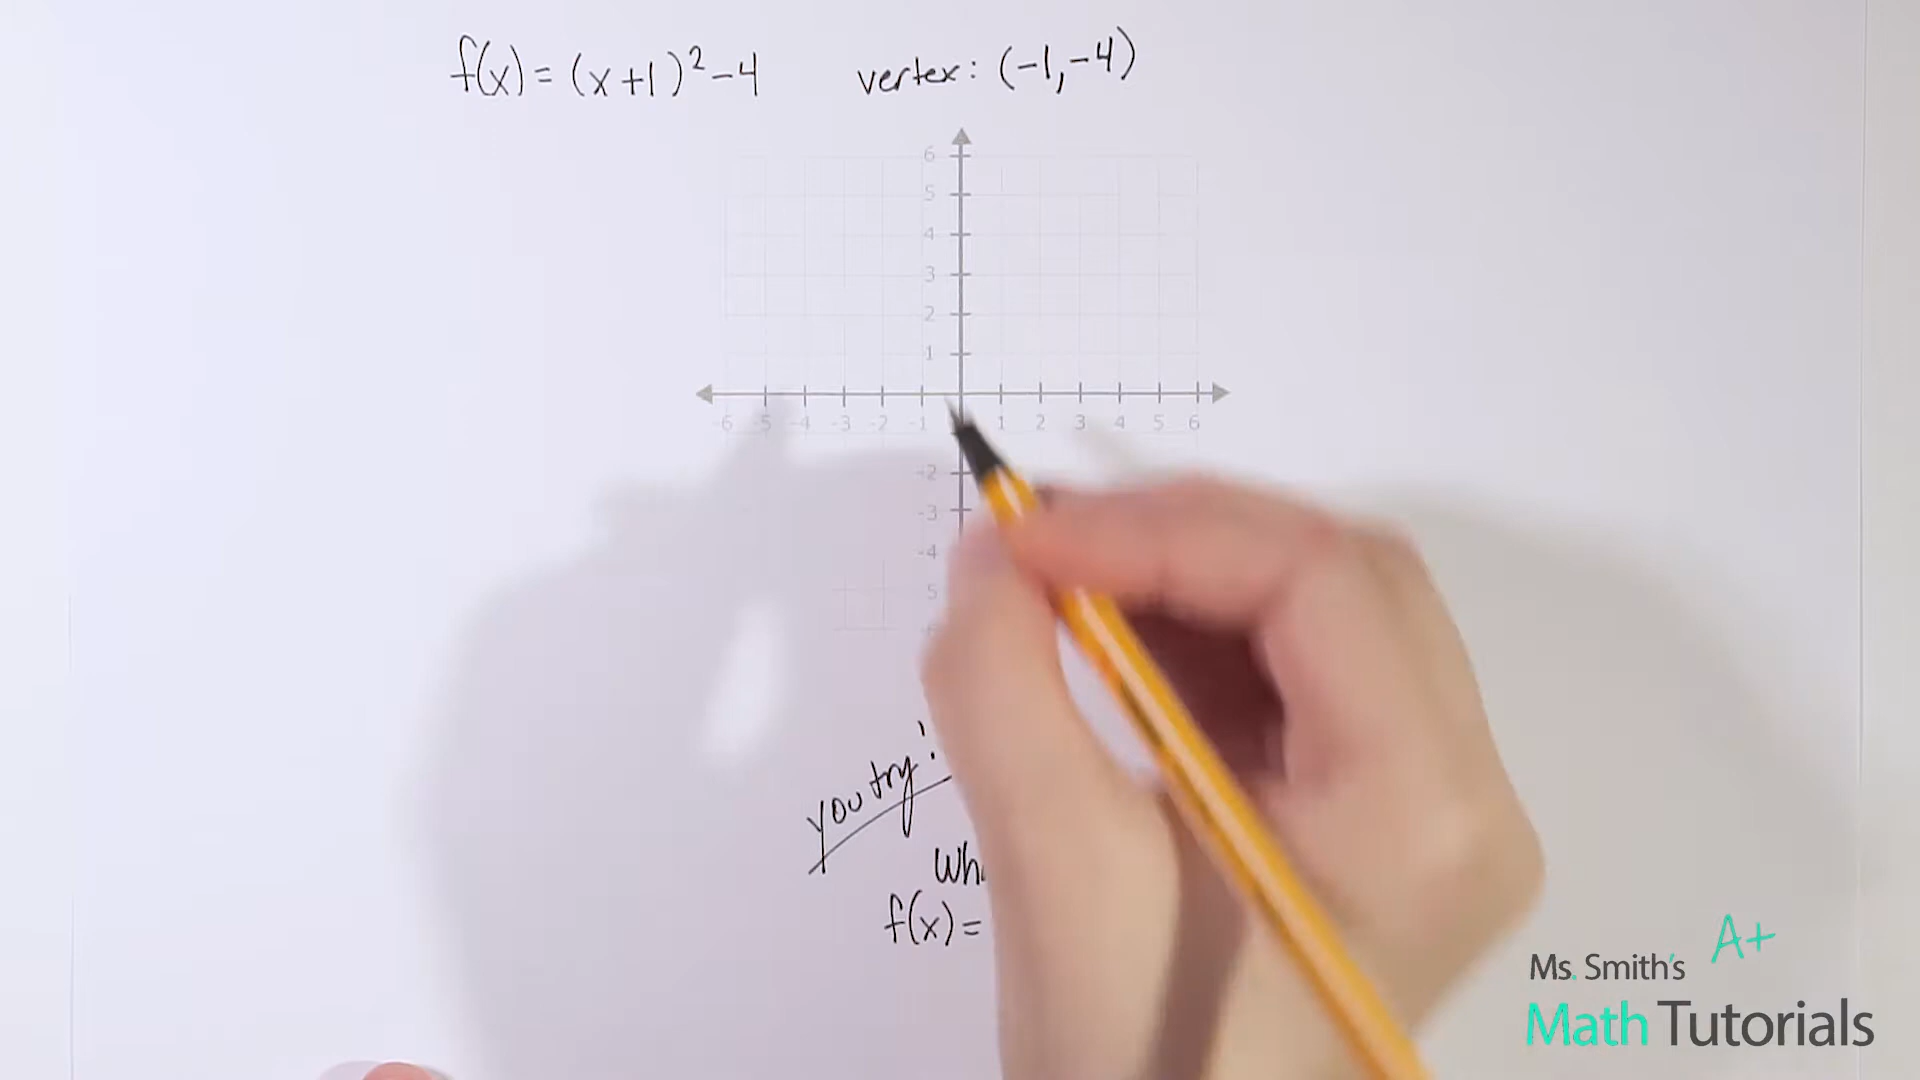 f(x) = (x+1)² -4 vertex: (-1,-4)
6
5
4
3
2
1
-6 -5 -4 -3 -2 -1 1 2 3 4 5 6
-2
-3
-4
5
you try!
f(x) =
A+
Ms. Smith's
Math Tutorials